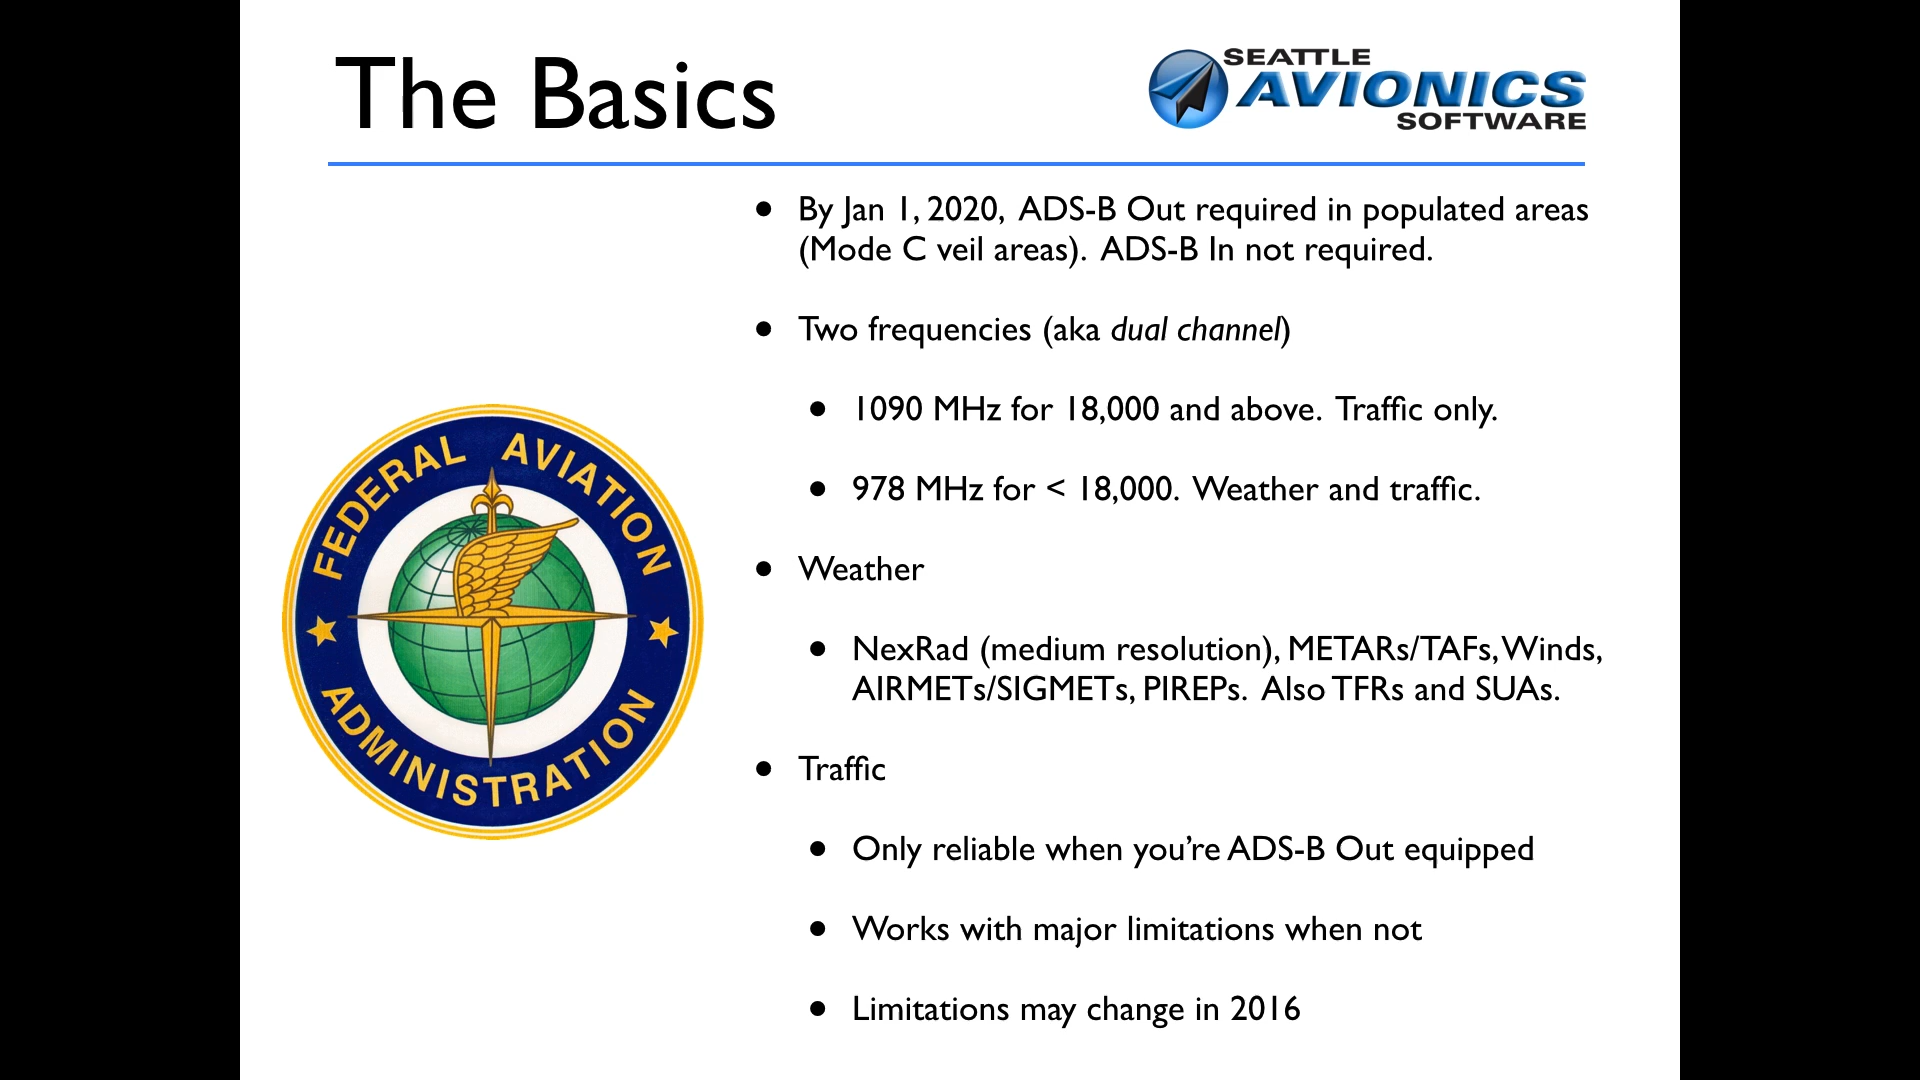 The Basics
SEATTLE
AVIONICS
SOFTWARE
• By Jan 1, 2020, ADS-B Out required in populated areas
(Mode C veil areas). ADS-B In not required.
• Two frequencies (aka dual channel)
• 1090 MHz for 18,000 and above. Traffic only.
• 978 MHz for < 18,000. Weather and traffic.
• Weather
• NexRad (medium resolution), METARs/TAFs, Winds,
AIRMETs/SIGMETs, PIREPs. Also TFRs and SUAs.
• Traffic
• Only reliable when you’re ADS-B Out equipped
• Works with major limitations when not
• Limitations may change in 2016
FEDERAL AVIATION
ADMINISTRATION